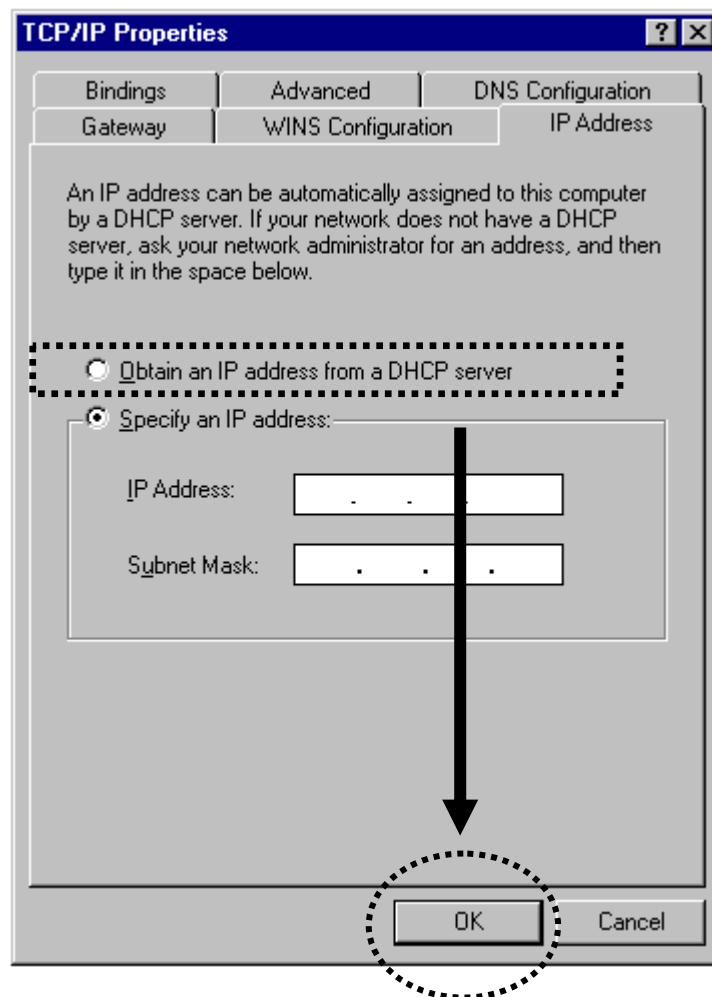 TCP/IP Properties
Bindings Advanced DNS Configuration
Gateway WINS Configuration IP Address
An IP address can be automatically assigned to this computer
by a DHCP server. If your network does not have a DHCP
server, ask your network administrator for an address, and then
type it in the space below.
Obtain an IP address from a DHCP server
Specify an IP address:
IP Address: . . .
Subnet Mask: . . .
OK Cancel